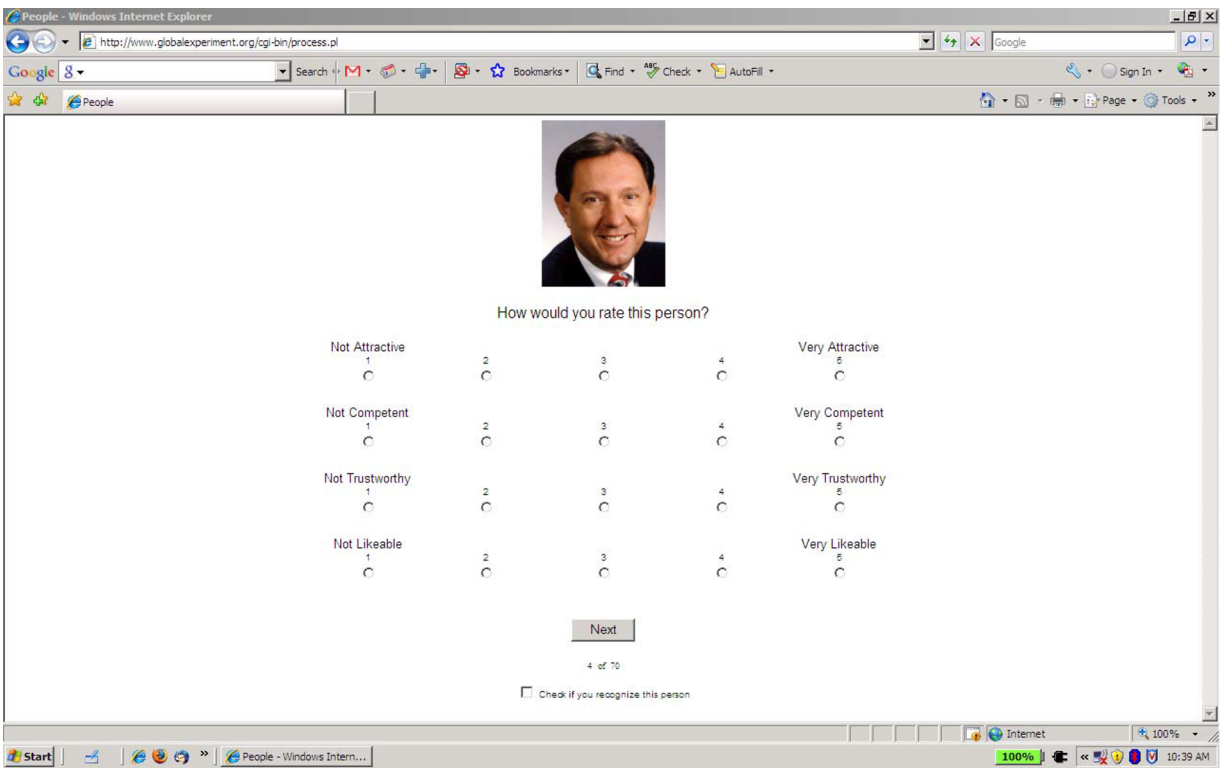 People - Windows Internet Explorer
http://www.globalexperiment.org/cgi-bin/process.pl
Google
Google
Search
Bookmarks
Find
ABC
Check
AutoFill
Sign In
People
Page
Tools
How would you rate this person?
Not Attractive Very Attractive
1 2 3 4 5
Not Competent Very Competent
1 2 3 4 5
Not Trustworthy Very Trustworthy
1 2 3 4 5
Not Likeable Very Likeable
1 2 3 4 5
Next
4 of 70
Check if you recognize this person
Internet 100%
Start People - Windows Intern... 100% 10:39 AM